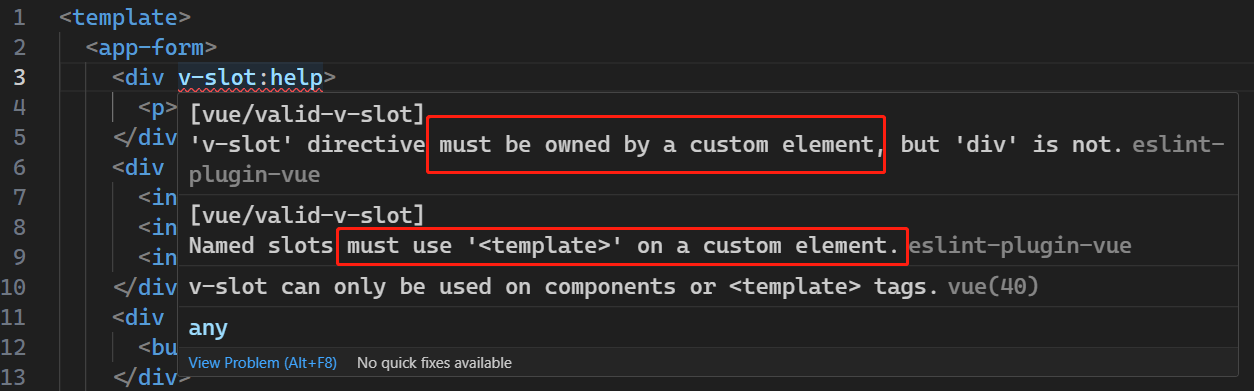 1 <template>
2 <app-form>
3 <div v-slot:help>
4 <p>
[vue/valid-v-slot]
5 </div
'v-slot' directive must be owned by a custom element, but 'div' is not. eslint-
6 <div
plugin-vue
7 <in
[vue/valid-v-slot]
8 <in
Named slots must use '<template>' on a custom element. eslint-plugin-vue
9 <in
10 </div
v-slot can only be used on components or <template> tags. vue(40)
11 <div
any
12 <bu
View Problem (Alt+F8) No quick fixes available
13 </div>